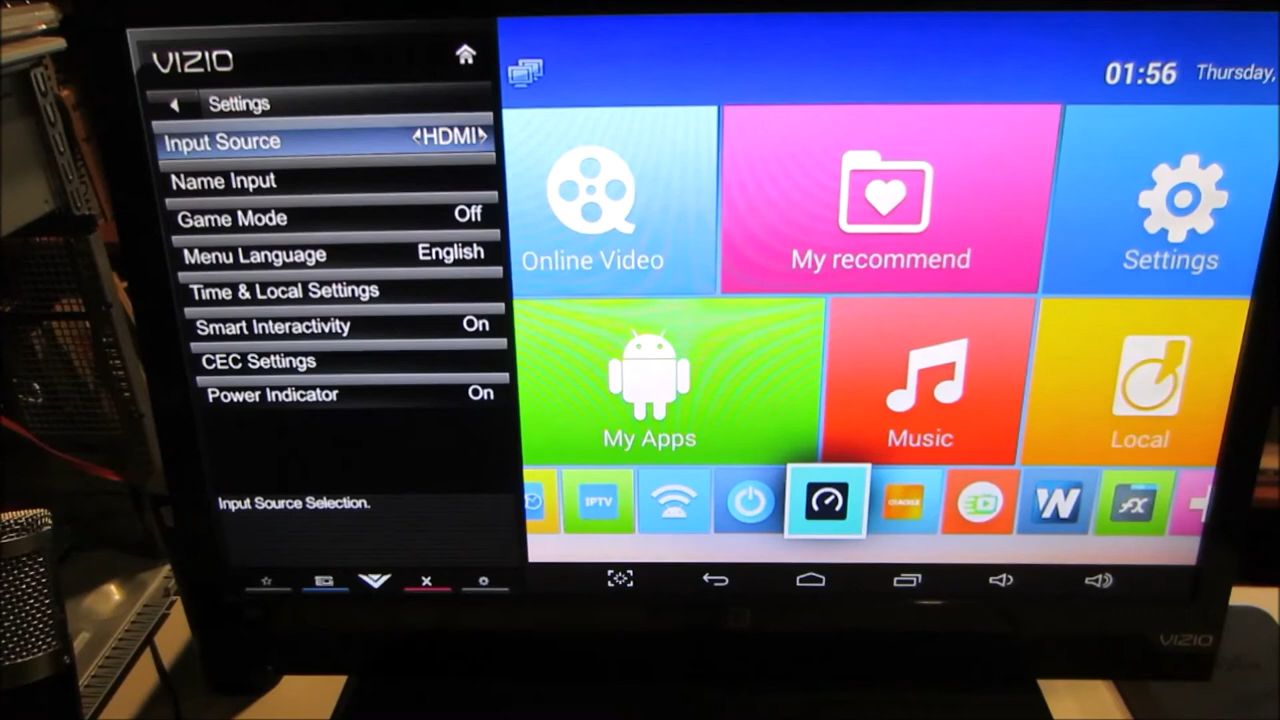 VIZIO
Settings
Input Source HDMI
Name Input
Game Mode Off
Menu Language English
Time & Local Settings
Smart Interactivity On
CEC Settings
Power Indicator On
Input Source Selection.
01:56 Thursday,
Online Video
My recommend
Settings
My Apps
Music
Local
IPTV
CRACKLE
W
FX
VIZIO